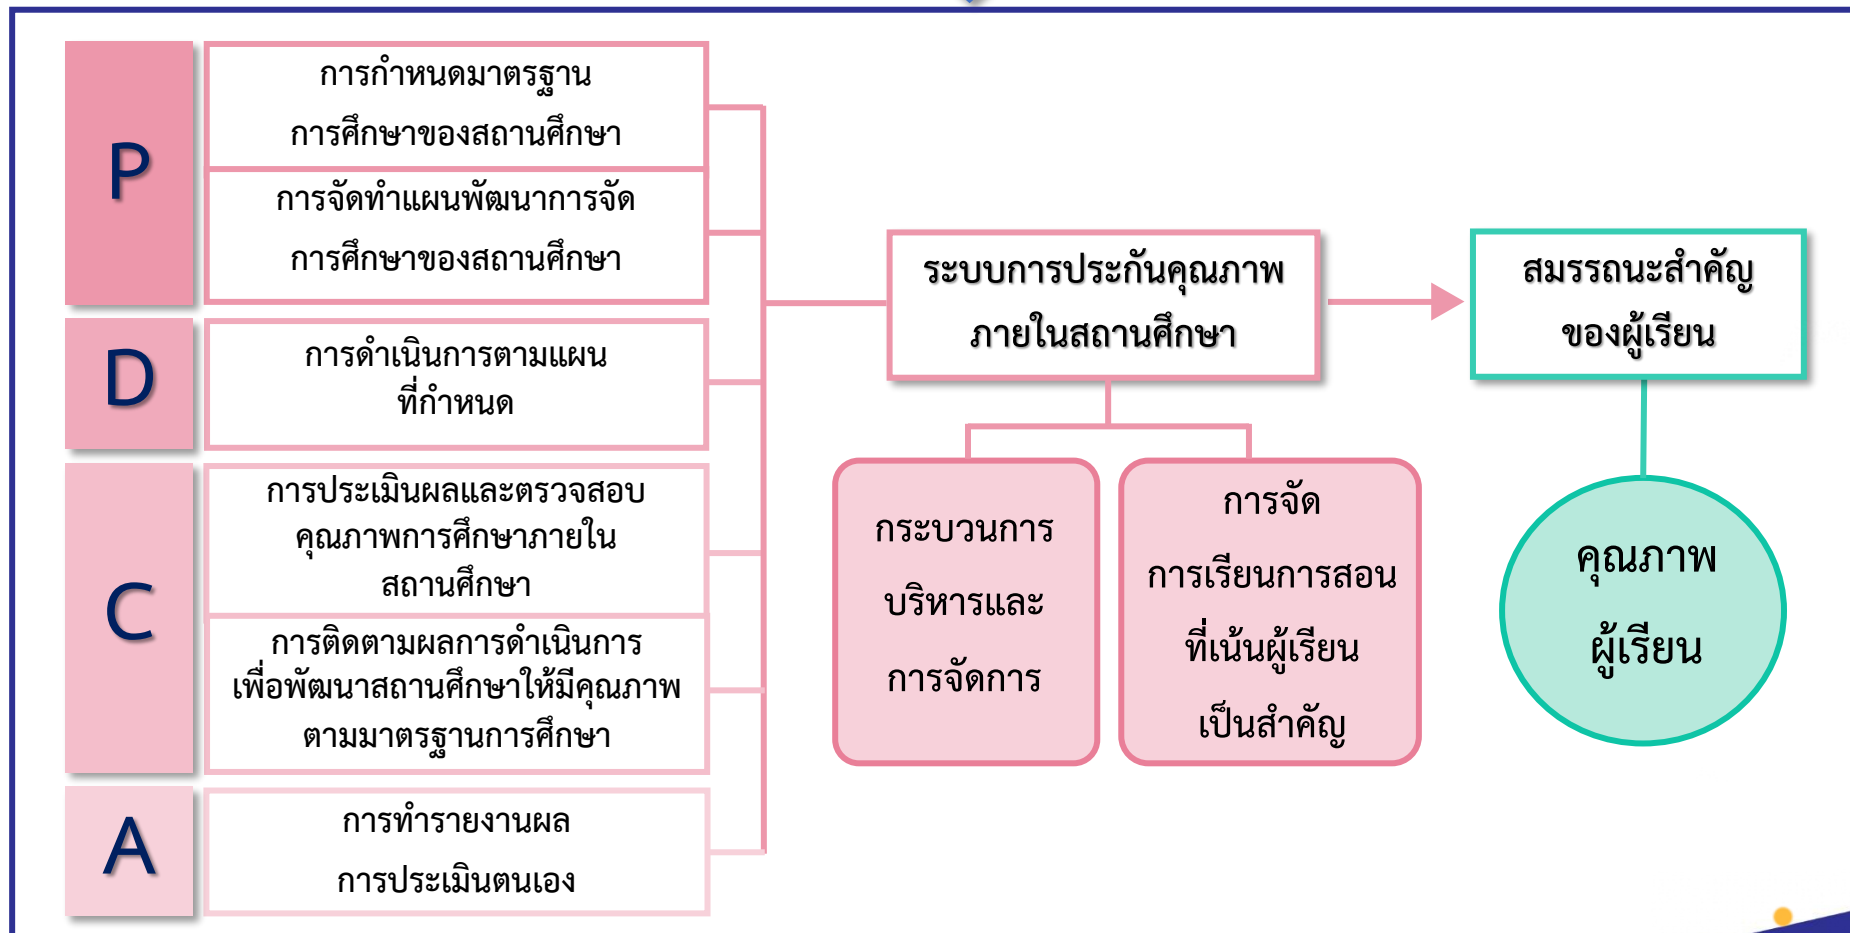 P
การกำหนดมาตรฐาน
การศึกษาของสถานศึกษา
การจัดทำแผนพัฒนาการจัด
การศึกษาของสถานศึกษา
D
การดำเนินการตามแผน
ที่กำหนด
C
การประเมินผลและตรวจสอบ
คุณภาพการศึกษาภายใน
สถานศึกษา
การติดตามผลการดำเนินการ
เพื่อพัฒนาสถานศึกษาให้มีคุณภาพ
ตามมาตรฐานการศึกษา
A
การทำรายงานผล
การประเมินตนเอง
ระบบการประกันคุณภาพ
ภายในสถานศึกษา
กระบวนการ
บริหารและ
การจัดการ
การจัด
การเรียนการสอน
ที่เน้นผู้เรียน
เป็นสำคัญ
สมรรถนะสำคัญ
ของผู้เรียน
คุณภาพ
ผู้เรียน